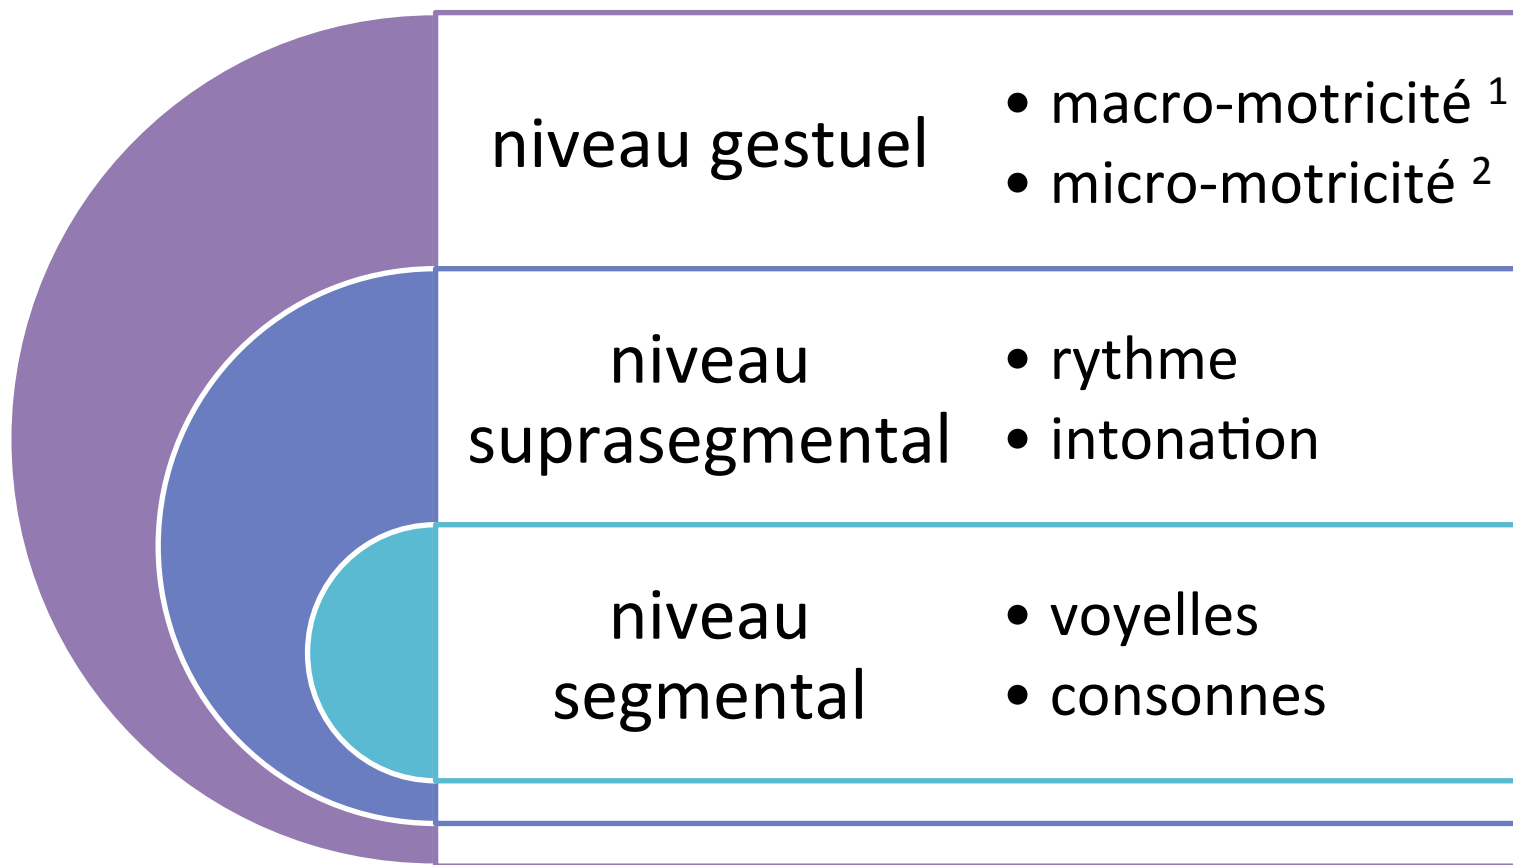 niveau gestuel
• macro-motricité ¹
• micro-motricité ²
niveau
suprasegmental
• rythme
• intonation
niveau
segmental
• voyelles
• consonnes